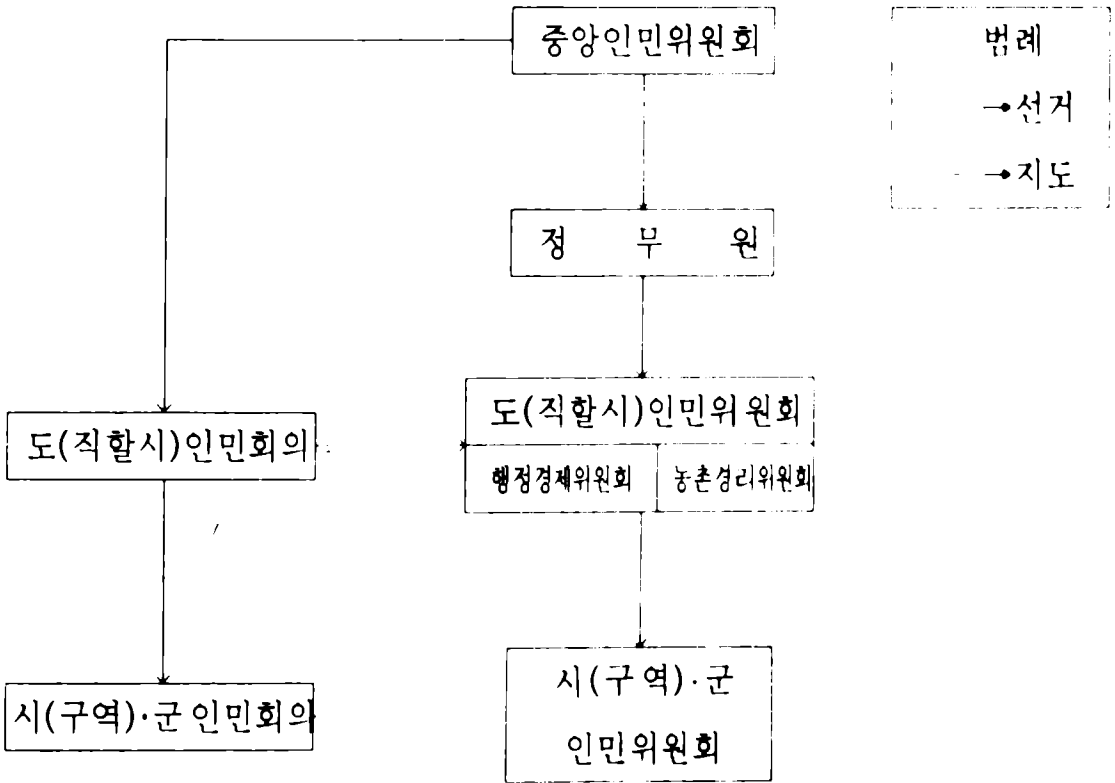 중앙인민위원회
범례
→선거
→지도
정 무 원
도(직할시)인민회의
도(직할시)인민위원회
행정경제위원회
농촌경리위원회
시(구역)·군 인민회의
시(구역)·군
인민위원회